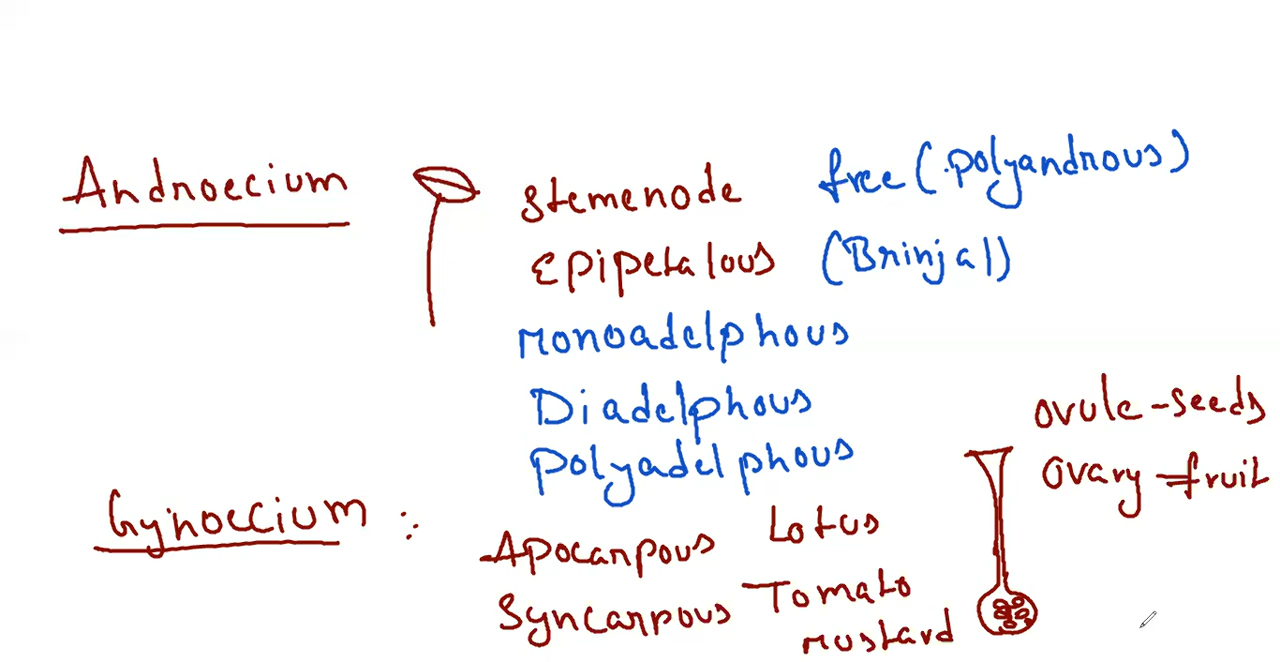 Androecium
stemenode free (polyandrous)
Epipetalous (Brinjal)
monoadelphous
Diadelphous
polyadelphous
ovule-seeds
ovary=fruit
Gynoecium :-
Apocarpous Lotus
Syncarpous Tomato
mustard